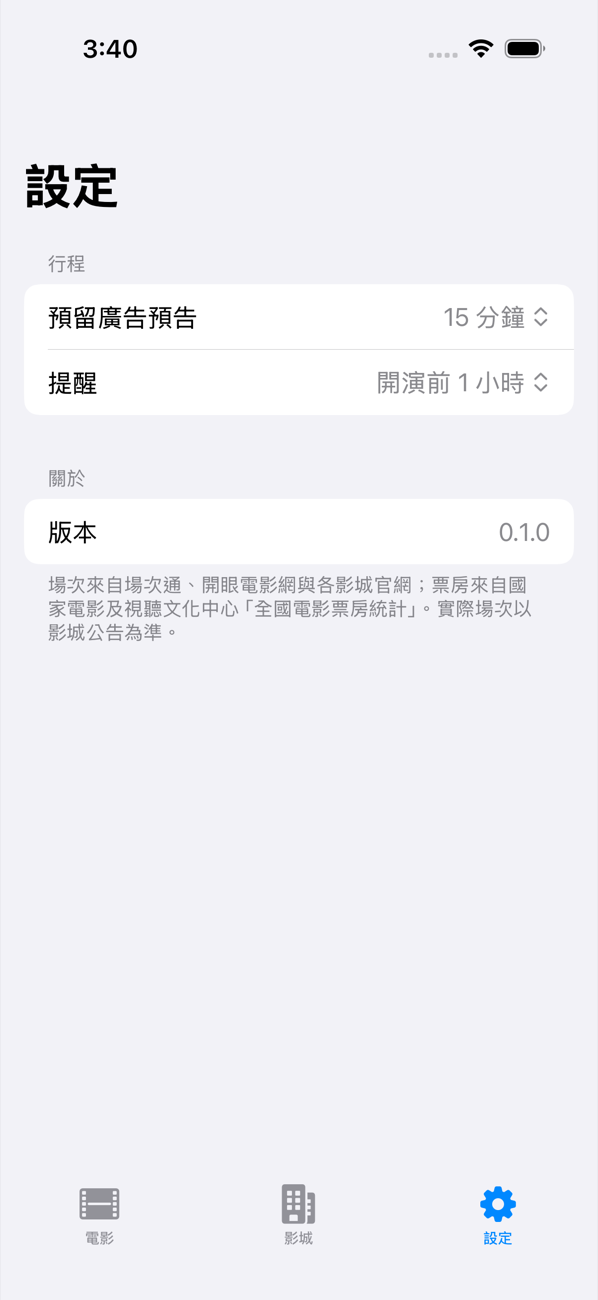 3:40
設定
行程
預留廣告預告
15 分鐘
提醒
開演前 1 小時
關於
版本
0.1.0
場次來自場次通、開眼電影網與各影城官網；票房來自國
家電影及視聽文化中心「全國電影票房統計」。實際場次以
影城公告為準。
電影
影城
設定